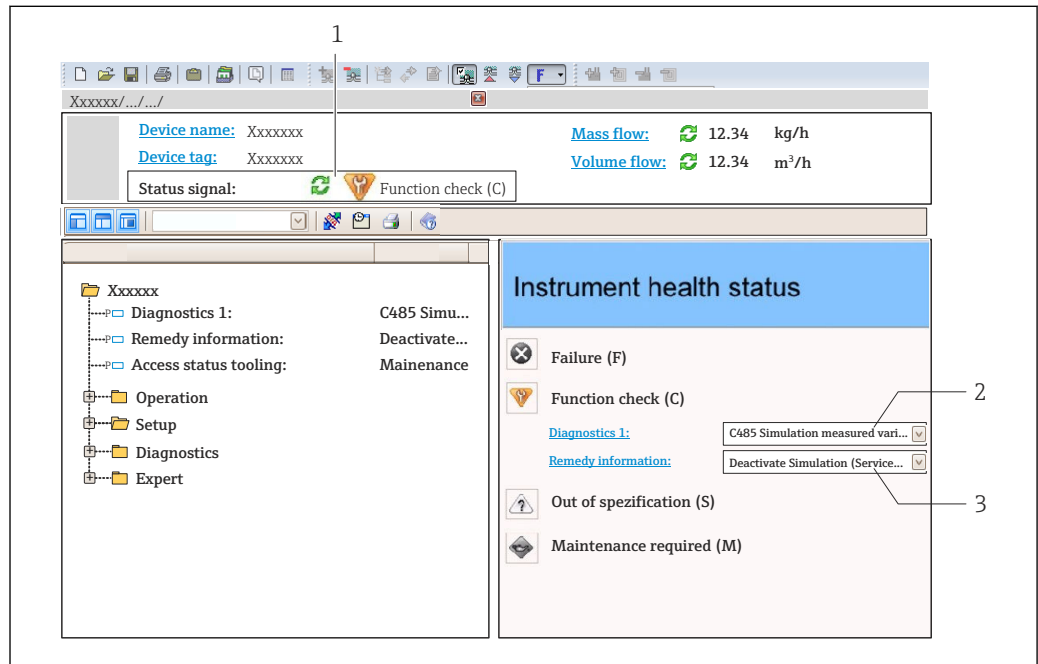 1
F
Xxxxxx/.../.../
Device name: Xxxxxxx
Mass flow: 12.34 kg/h
Device tag: Xxxxxxx
Volume flow: 12.34 m³/h
Status signal: Function check (C)
Xxxxxx
Diagnostics 1: C485 Simu...
Remedy information: Deactivate...
Access status tooling: Mainenance
Operation
Setup
Diagnostics
Expert
Instrument health status
Failure (F)
Function check (C)
2
Diagnostics 1: C485 Simulation measured vari...
Remedy information: Deactivate Simulation (Service...
Out of spezification (S)
3
Maintenance required (M)